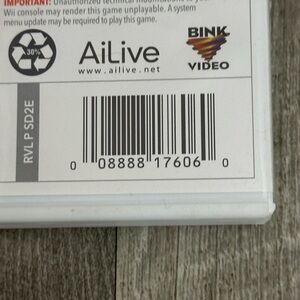 IMPORTANT: Unauthorized technical modifications to your
Wii console may render this game unplayable. A system
menu update may be required to play this game.
30%
AiLive
www.ailive.net
BINK
VIDEO
RVL P SD2E
0 08888 17606 0